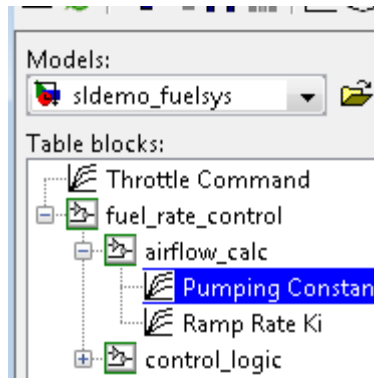 Models:
sldemo_fuelsys
Table blocks:
Throttle Command
fuel_rate_control
airflow_calc
Pumping Constan
Ramp Rate Ki
control_logic